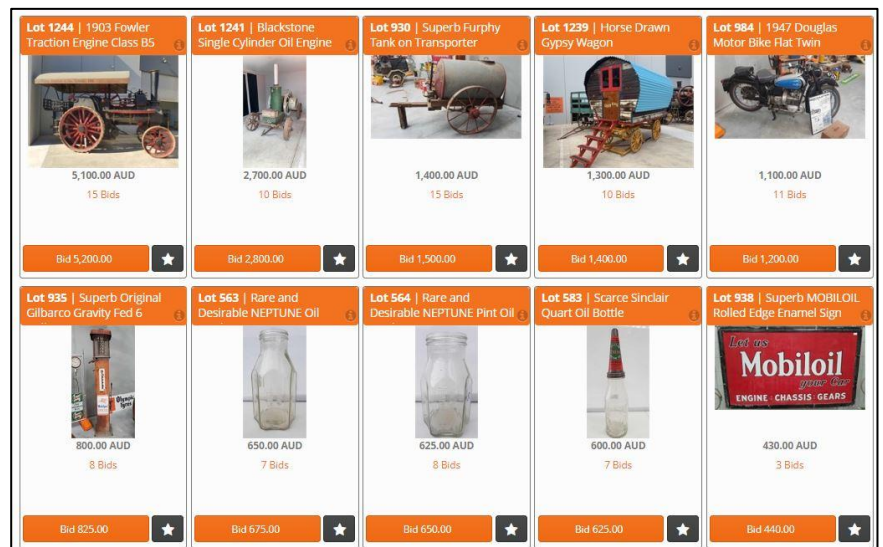 Lot 1244 | 1903 Fowler
Traction Engine Class B5
5,100.00 AUD
15 Bids
Bid 5,200.00
Lot 1241 | Blackstone
Single Cylinder Oil Engine
2,700.00 AUD
10 Bids
Bid 2,800.00
Lot 930 | Superb Furphy
Tank on Transporter
1,400.00 AUD
15 Bids
Bid 1,500.00
Lot 1239 | Horse Drawn
Gypsy Wagon
1,300.00 AUD
10 Bids
Bid 1,400.00
Lot 984 | 1947 Douglas
Motor Bike Flat Twin
1,100.00 AUD
11 Bids
Bid 1,200.00
Lot 935 | Superb Original
Gilbarco Gravity Fed 6
800.00 AUD
8 Bids
Bid 825.00
Lot 563 | Rare and
Desirable NEPTUNE Oil
650.00 AUD
7 Bids
Bid 675.00
Lot 564 | Rare and
Desirable NEPTUNE Pint Oil
625.00 AUD
8 Bids
Bid 650.00
Lot 583 | Scarce Sinclair
Quart Oil Bottle
600.00 AUD
7 Bids
Bid 625.00
Lot 938 | Superb MOBILOIL
Rolled Edge Enamel Sign
Let us
Mobiloil
your Car
ENGINE · CHASSIS · GEARS
430.00 AUD
3 Bids
Bid 440.00